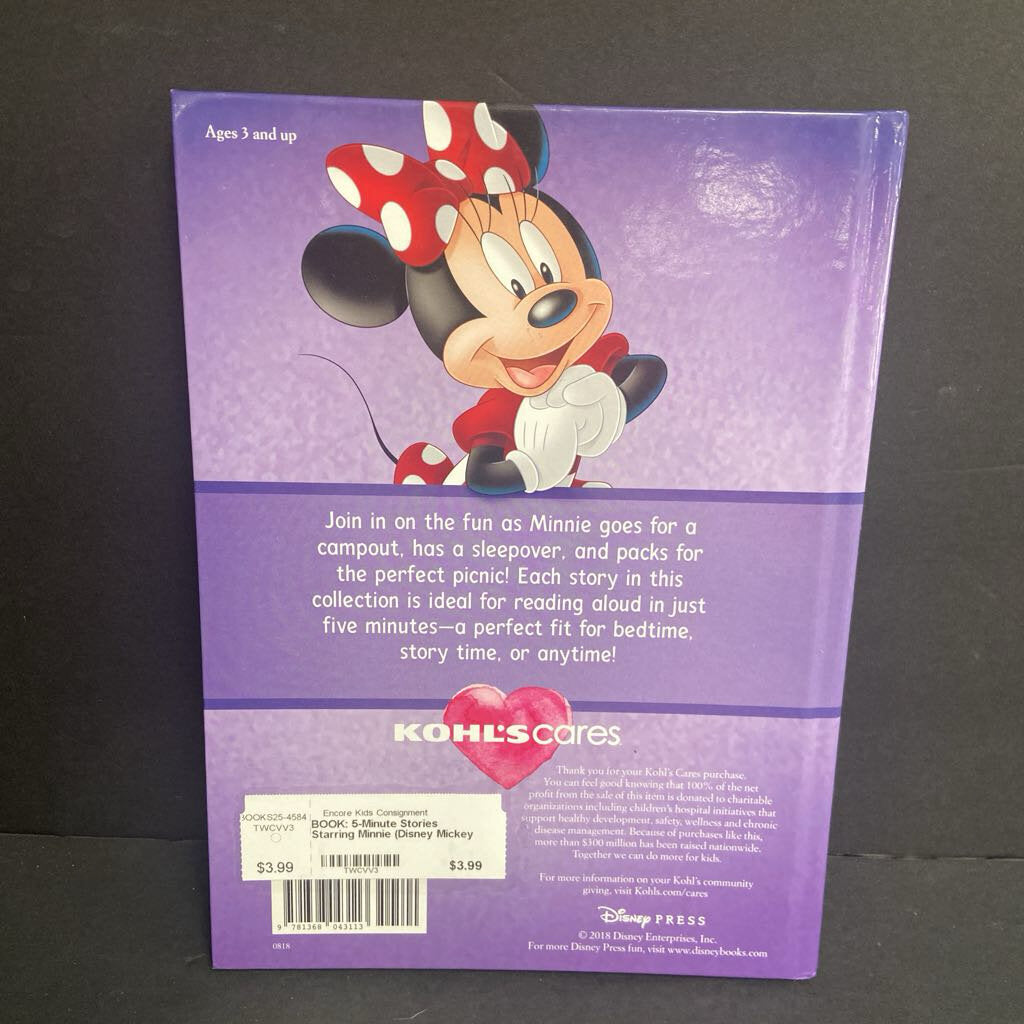 Ages 3 and up
Join in on the fun as Minnie goes for a
campout, has a sleepover, and packs for
the perfect picnic! Each story in this
collection is ideal for reading aloud in just
five minutes—a perfect fit for bedtime,
story time, or anytime!
KOHL'S cares
Thank you for your Kohl's Cares purchase.
You can feel good knowing that 100% of the net
profit from the sale of this item is donated to charitable
organizations including children's hospital initiatives that
support healthy development, safety, wellness and chronic
disease management. Because of purchases like this,
more than $300 million has been raised nationwide.
Together we can do more for kids.
For more information on your Kohl's community
giving, visit Kohls.com/cares
Disney PRESS
© 2018 Disney Enterprises, Inc.
For more Disney Press fun, visit www.disneybooks.com
BOOKS25-4584
TWCVV3
$3.99
Encore Kids Consignment
BOOK: 5-Minute Stories
Starring Minnie (Disney Mickey
TWCVV3
$3.99
9 781368 043113
0818